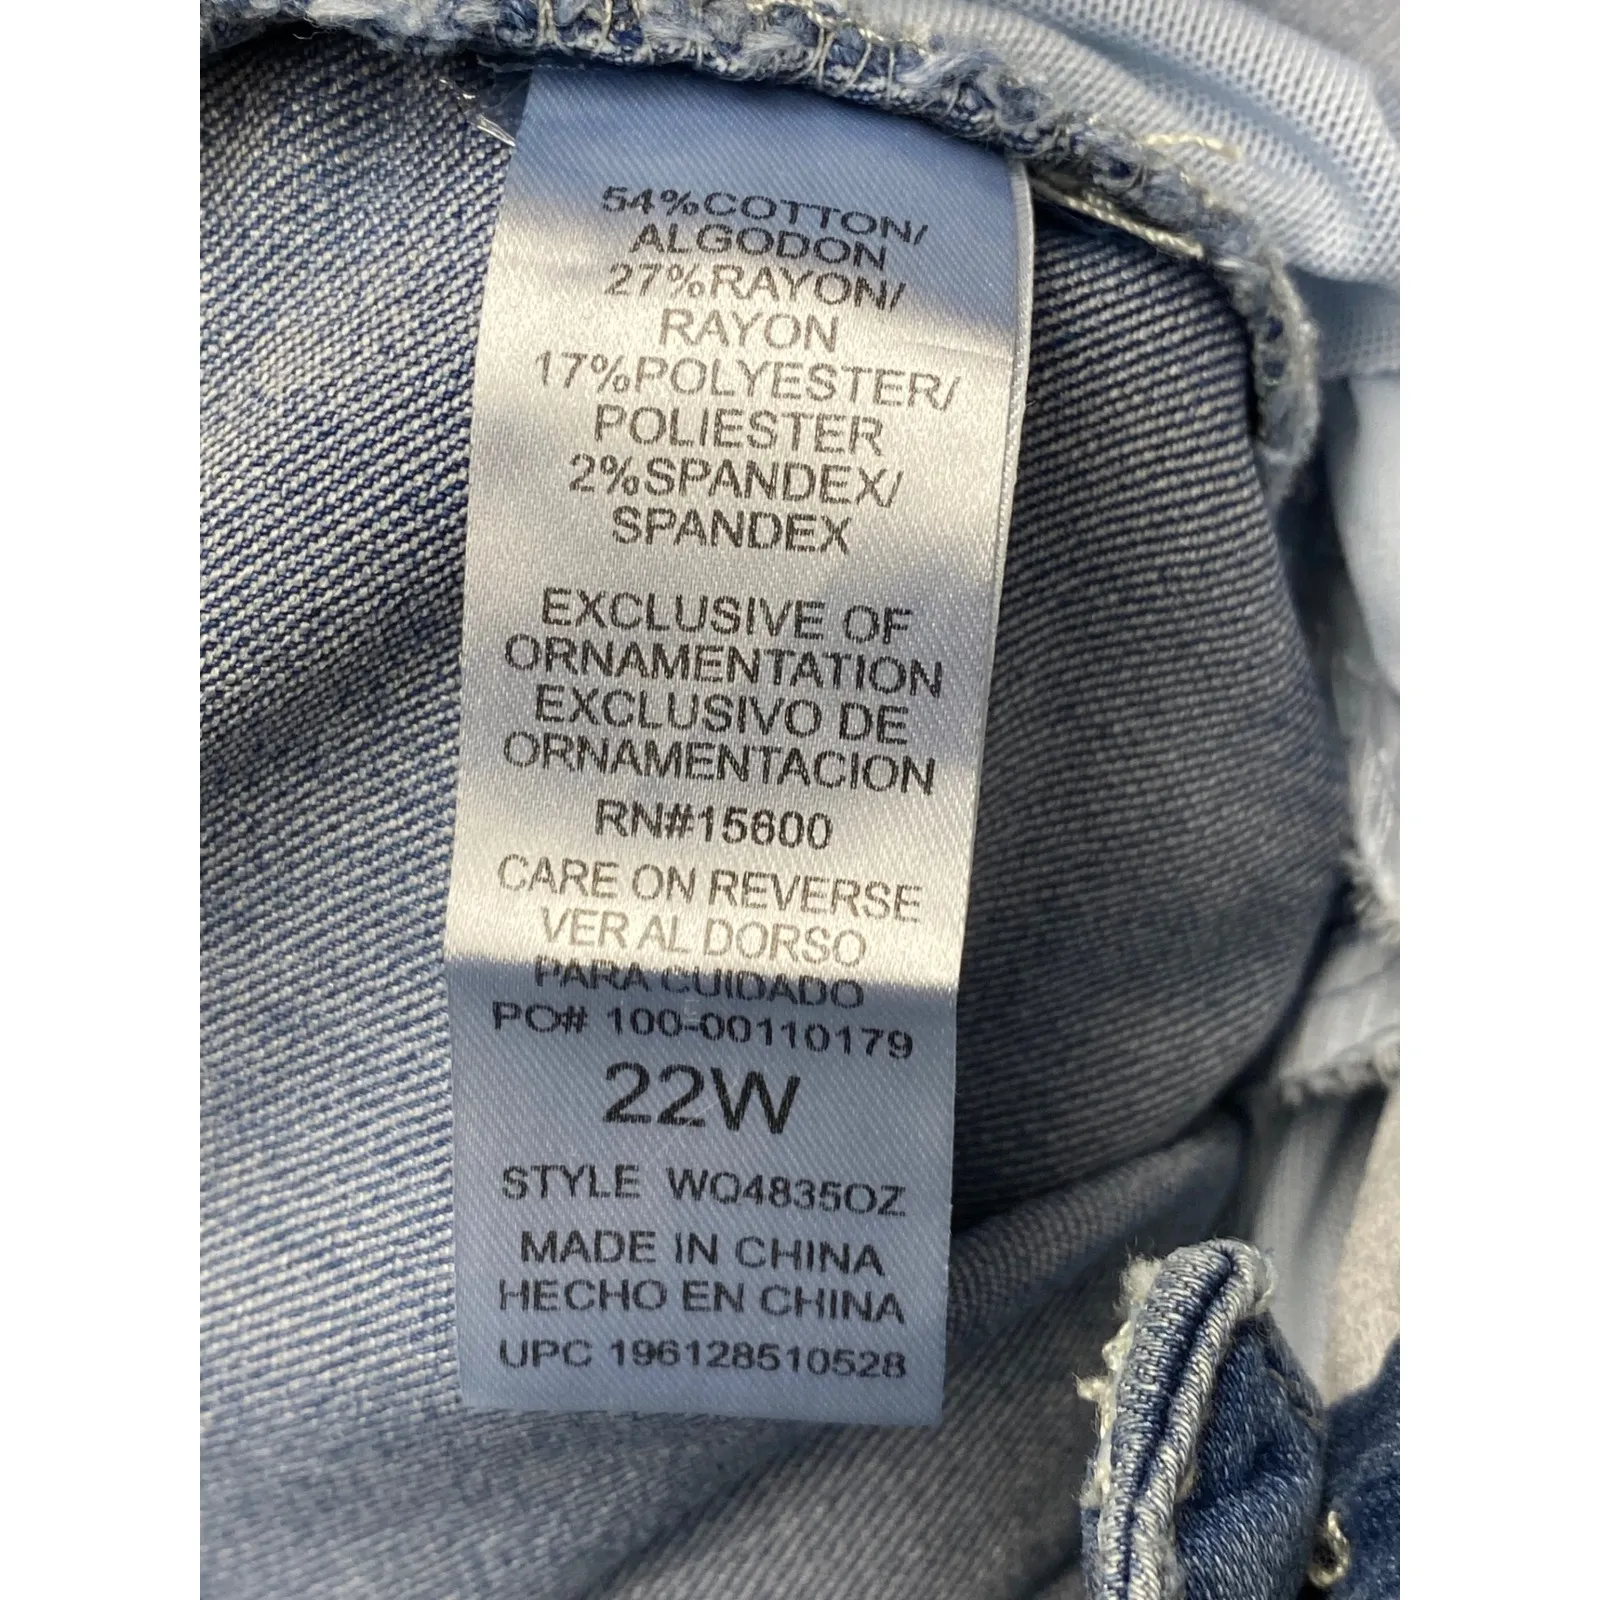 54%COTTON/
ALGODON
27%RAYON/
RAYON
17%POLYESTER/
POLIESTER
2%SPANDEX/
SPANDEX
EXCLUSIVE OF
ORNAMENTATION
EXCLUSIVO DE
ORNAMENTACION
RN#15600
CARE ON REVERSE
VER AL DORSO
PARA CUIDADO
PO# 100-00110179
22W
STYLE WQ4835OZ
MADE IN CHINA
HECHO EN CHINA
UPC 196128510528